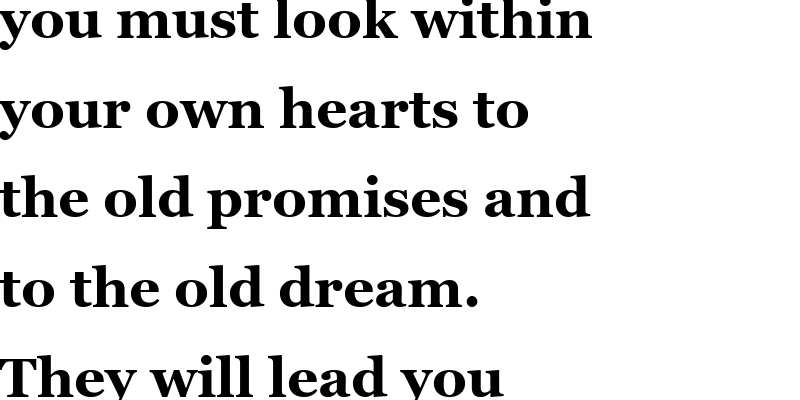 you must look within
your own hearts to
the old promises and
to the old dream.
They will lead you